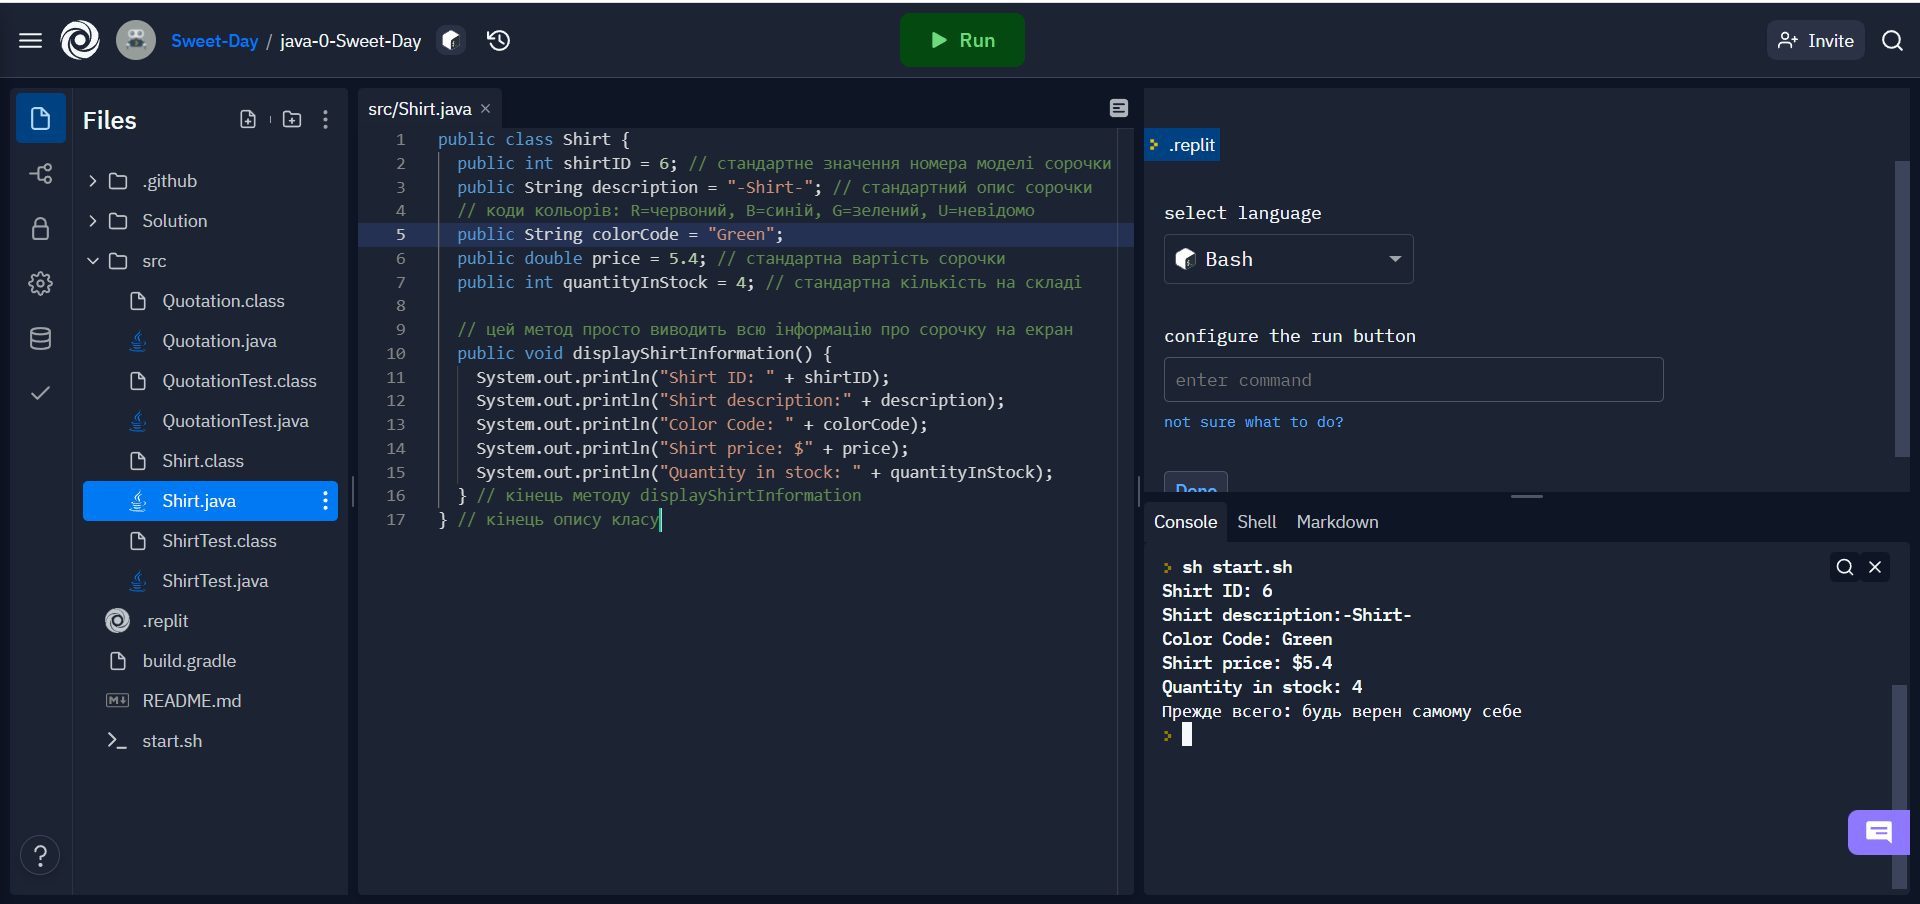 Sweet-Day / java-0-Sweet-Day
Run
Invite
Files
.github
Solution
src
Quotation.class
Quotation.java
QuotationTest.class
QuotationTest.java
Shirt.class
Shirt.java
ShirtTest.class
ShirtTest.java
.replit
build.gradle
M README.md
>_ start.sh
?
src/Shirt.java ×
1 public class Shirt {
2 public int shirtID = 6; // стандартне значення номера моделі сорочки
3 public String description = "-Shirt-"; // стандартний опис сорочки
4 // коди кольорів: R=червоний, B=синій, G=зелений, U=невідомо
5 public String colorCode = "Green";
6 public double price = 5.4; // стандартна вартість сорочки
7 public int quantityInStock = 4; // стандартна кількість на складі
8
9 // цей метод просто виводить всю інформацію про сорочку на екран
10 public void displayShirtInformation() {
11 System.out.println("Shirt ID: " + shirtID);
12 System.out.println("Shirt description:" + description);
13 System.out.println("Color Code: " + colorCode);
14 System.out.println("Shirt price: $" + price);
15 System.out.println("Quantity in stock: " + quantityInStock);
16 } // кінець методу displayShirtInformation
17 } // кінець опису класу
.replit
select language
Bash
configure the run button
enter command
not sure what to do?
Done
Console Shell Markdown
sh start.sh
Shirt ID: 6
Shirt description:-Shirt-
Color Code: Green
Shirt price: $5.4
Quantity in stock: 4
Прежде всего: будь верен самому себе